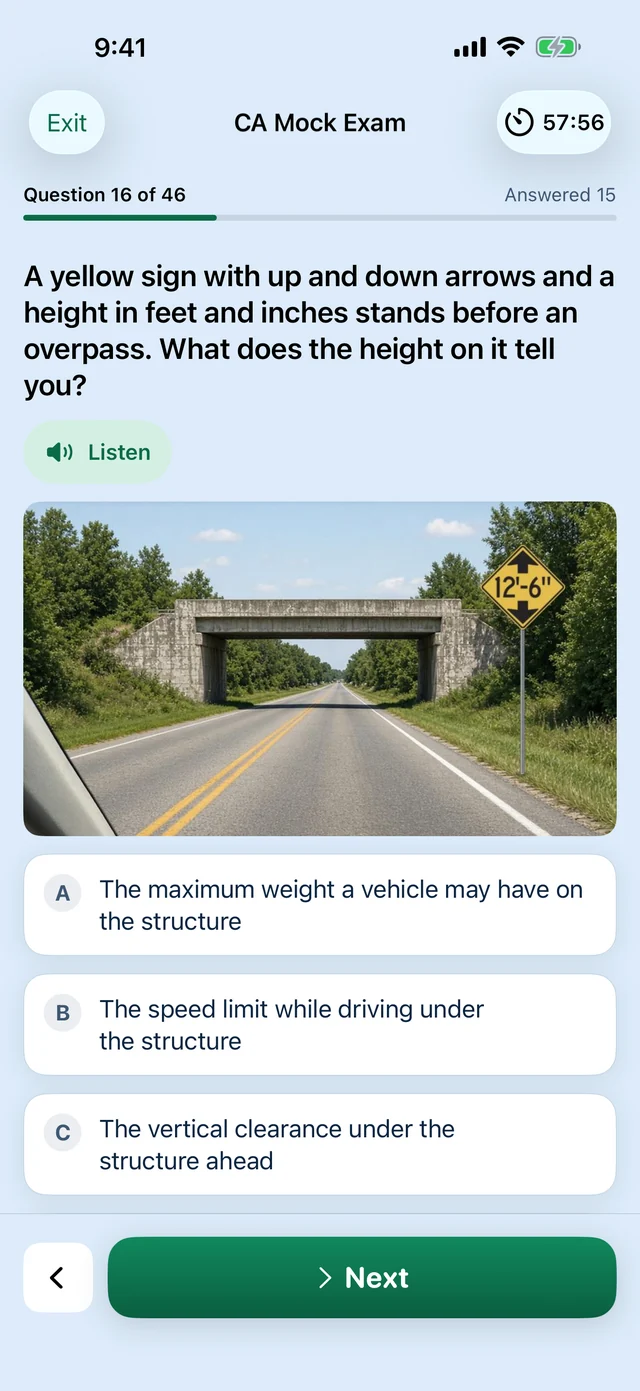 9:41
Exit
CA Mock Exam
57:56
Question 16 of 46
Answered 15
A yellow sign with up and down arrows and a
height in feet and inches stands before an
overpass. What does the height on it tell
you?
Listen
12'-6"
A
The maximum weight a vehicle may have on
the structure
B
The speed limit while driving under
the structure
C
The vertical clearance under the
structure ahead
Next